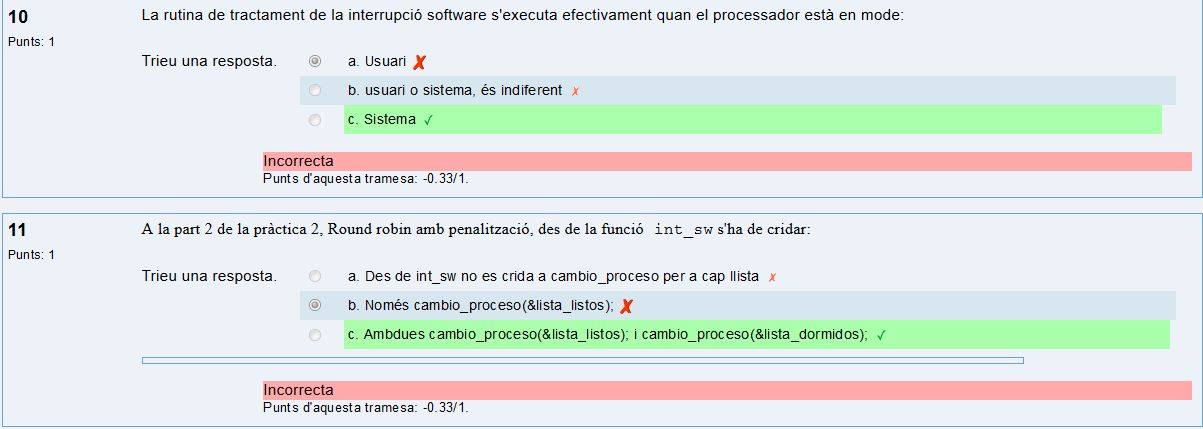 10
La rutina de tractament de la interrupció software s'executa efectivament quan el processador està en mode:
Punts: 1
Trieu una resposta.
a. Usuari ✗
b. usuari o sistema, és indiferent ✗
c. Sistema ✓
Incorrecta
Punts d'aquesta tramesa: -0.33/1.
11
A la part 2 de la pràctica 2, Round robin amb penalització, des de la funció int_sw s'ha de cridar:
Punts: 1
Trieu una resposta.
a. Des de int_sw no es crida a cambio_proceso per a cap llista ✗
b. Només cambio_proceso(&lista_listos); ✗
c. Ambdues cambio_proceso(&lista_listos); i cambio_proceso(&lista_dormidos); ✓
Incorrecta
Punts d'aquesta tramesa: -0.33/1.